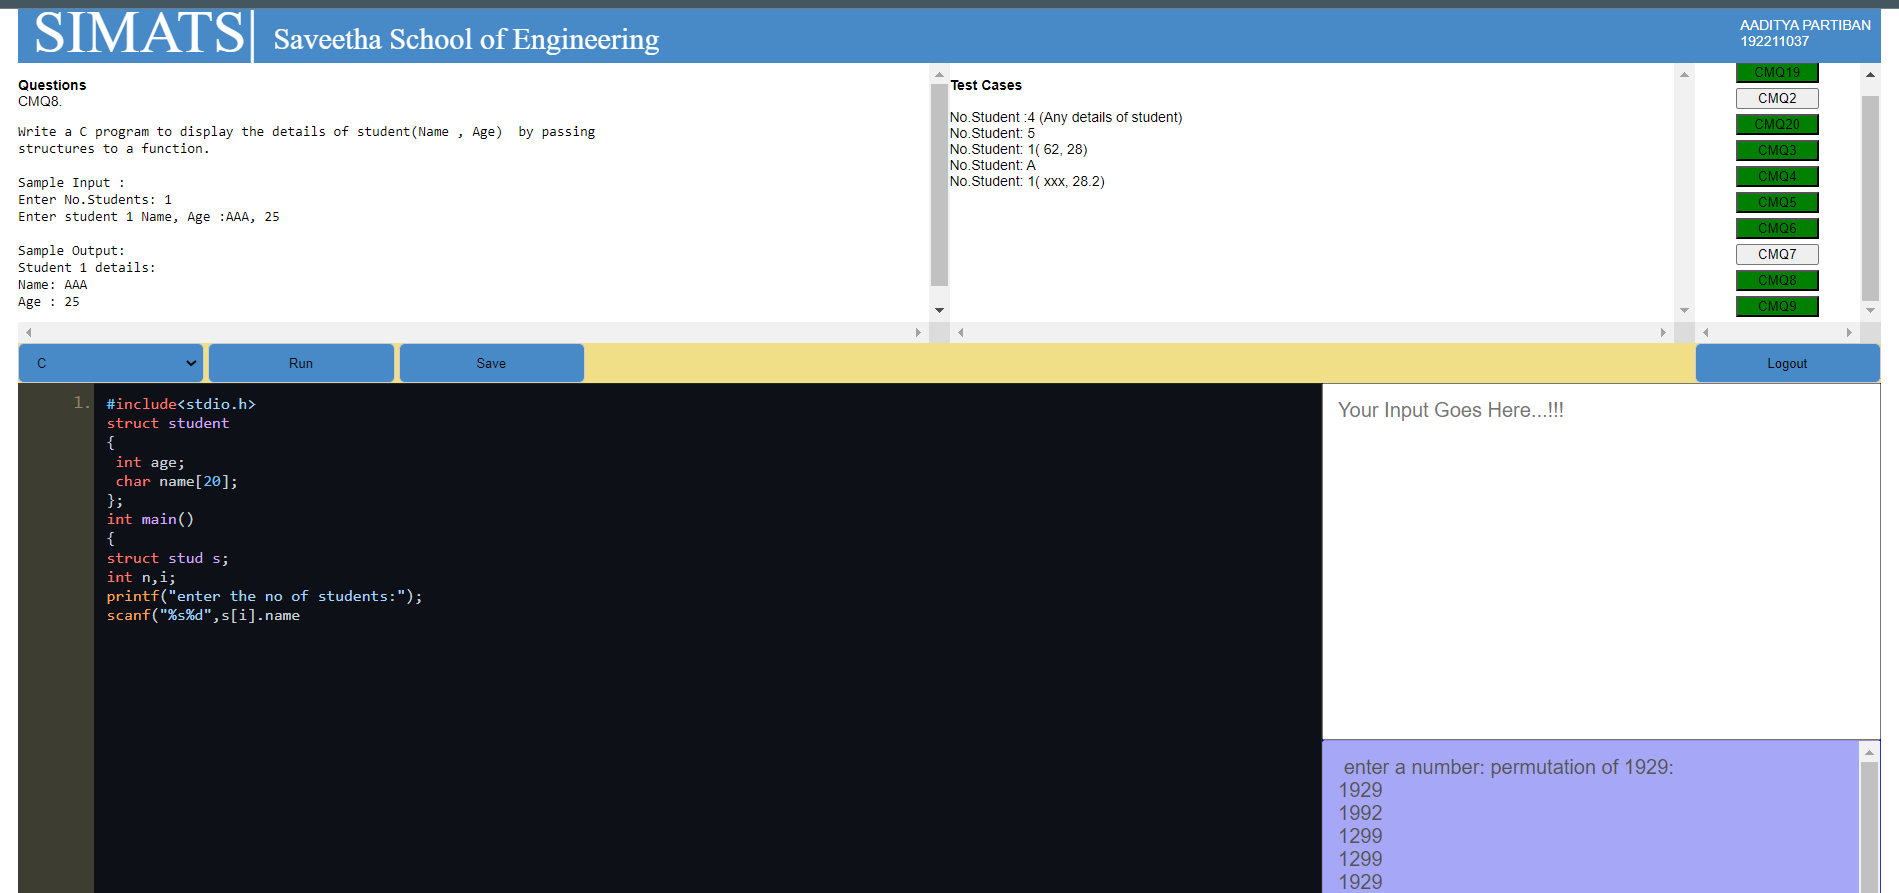 SIMATS
Saveetha School of Engineering
AADITYA PARTIBAN
192211037
Questions
CMQ8.
Write a C program to display the details of student(Name , Age)  by passing
structures to a function.
Sample Input :
Enter No.Students: 1
Enter student 1 Name, Age :AAA, 25
Sample Output:
Student 1 details:
Name: AAA
Age : 25
Test Cases
No.Student :4 (Any details of student)
No.Student: 5
No.Student: 1( 62, 28)
No.Student: A
No.Student: 1( xxx, 28.2)
CMQ19
CMQ2
CMQ20
CMQ3
CMQ4
CMQ5
CMQ6
CMQ7
CMQ8
CMQ9
C
Run
Save
Logout
1.
#include<stdio.h>
struct student
{
 int age;
 char name[20];
};
int main()
{
struct stud s;
int n,i;
printf("enter the no of students:");
scanf("%s%d",s[i].name
Your Input Goes Here...!!!
enter a number: permutation of 1929:
1929
1992
1299
1299
1929